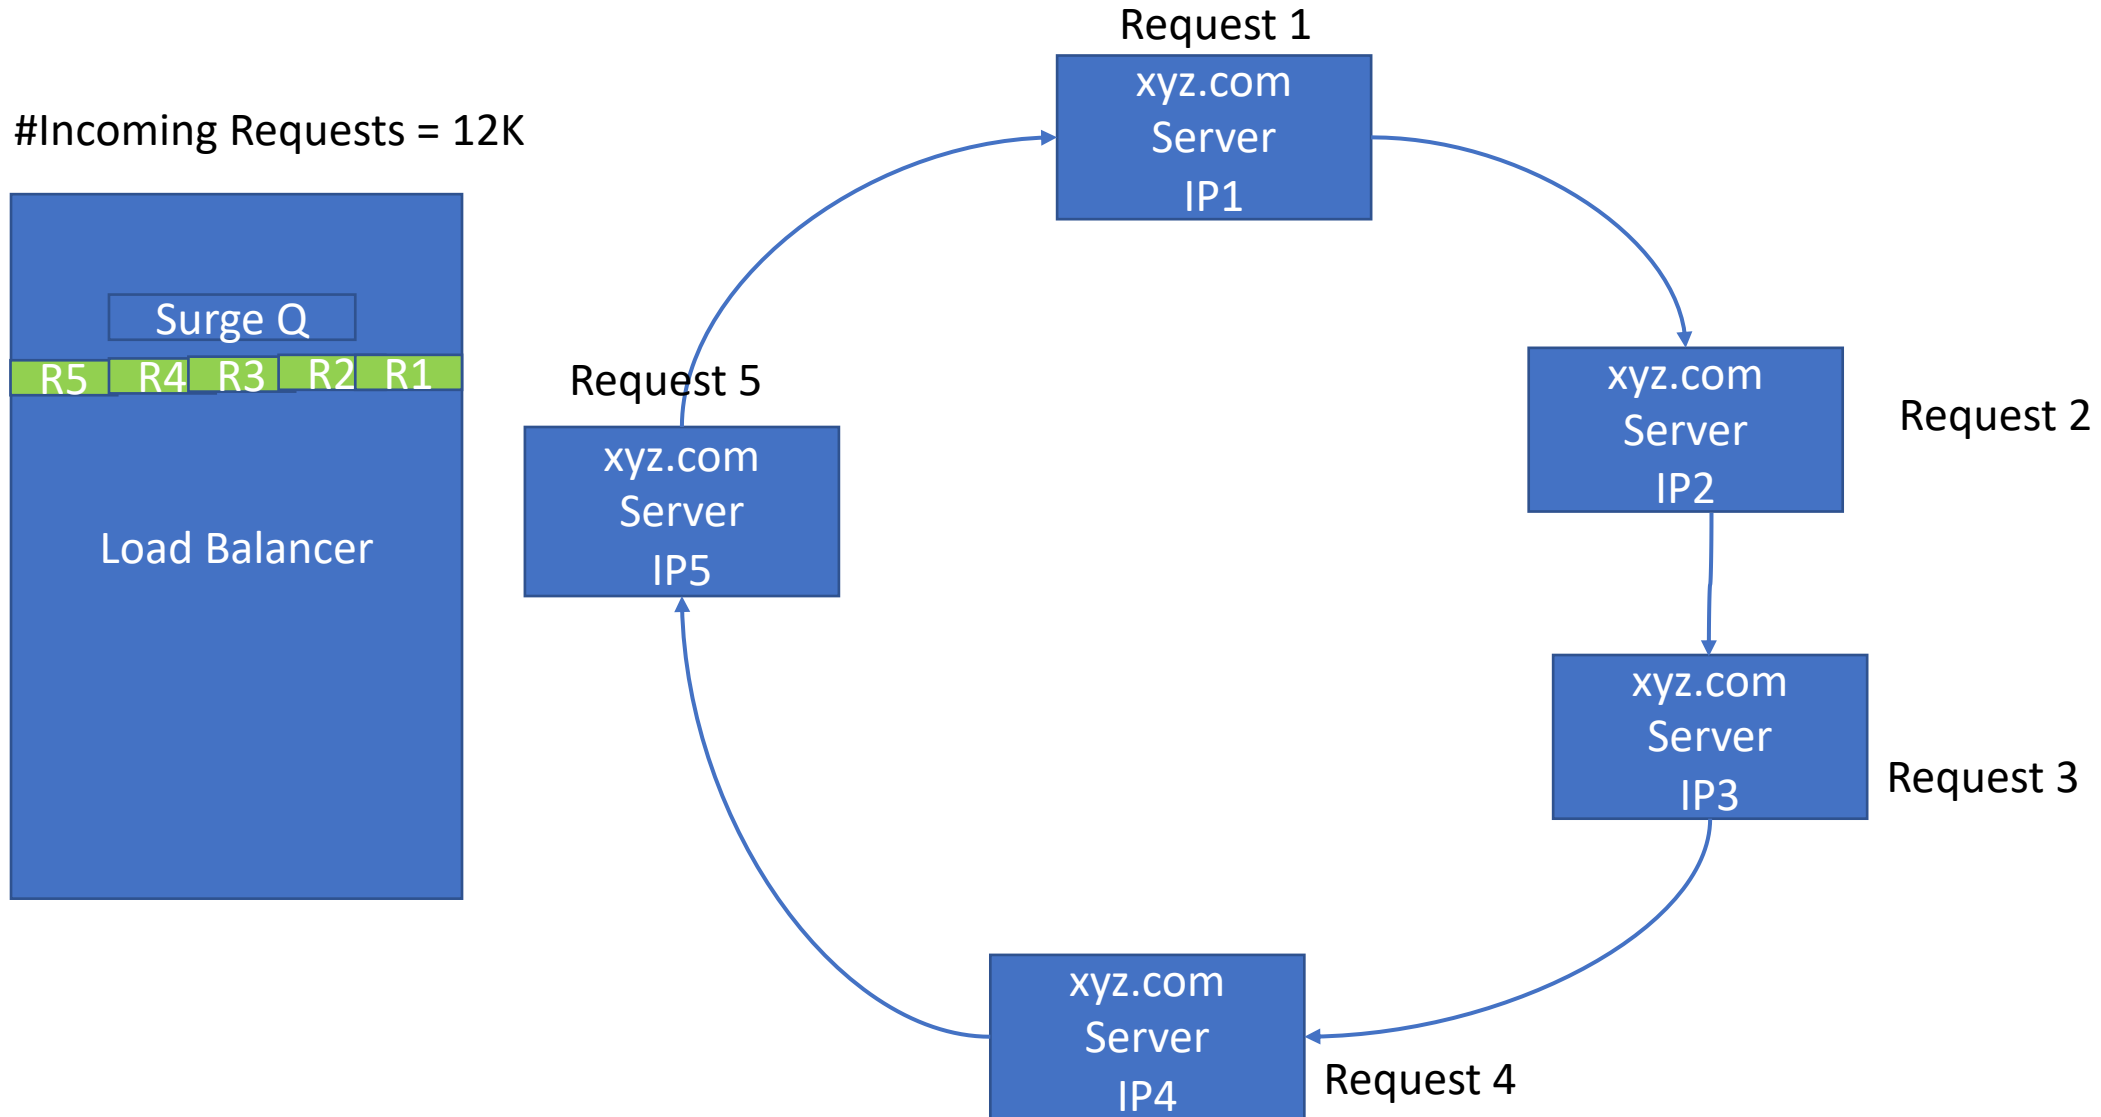 Request 1
xyz.com
Server
IP1
#Incoming Requests = 12K
Surge Q
R5 R4 R3 R2 R1
Load Balancer
Request 5
xyz.com
Server
IP5
xyz.com
Server
IP2
Request 2
xyz.com
Server
IP3
Request 3
xyz.com
Server
IP4
Request 4